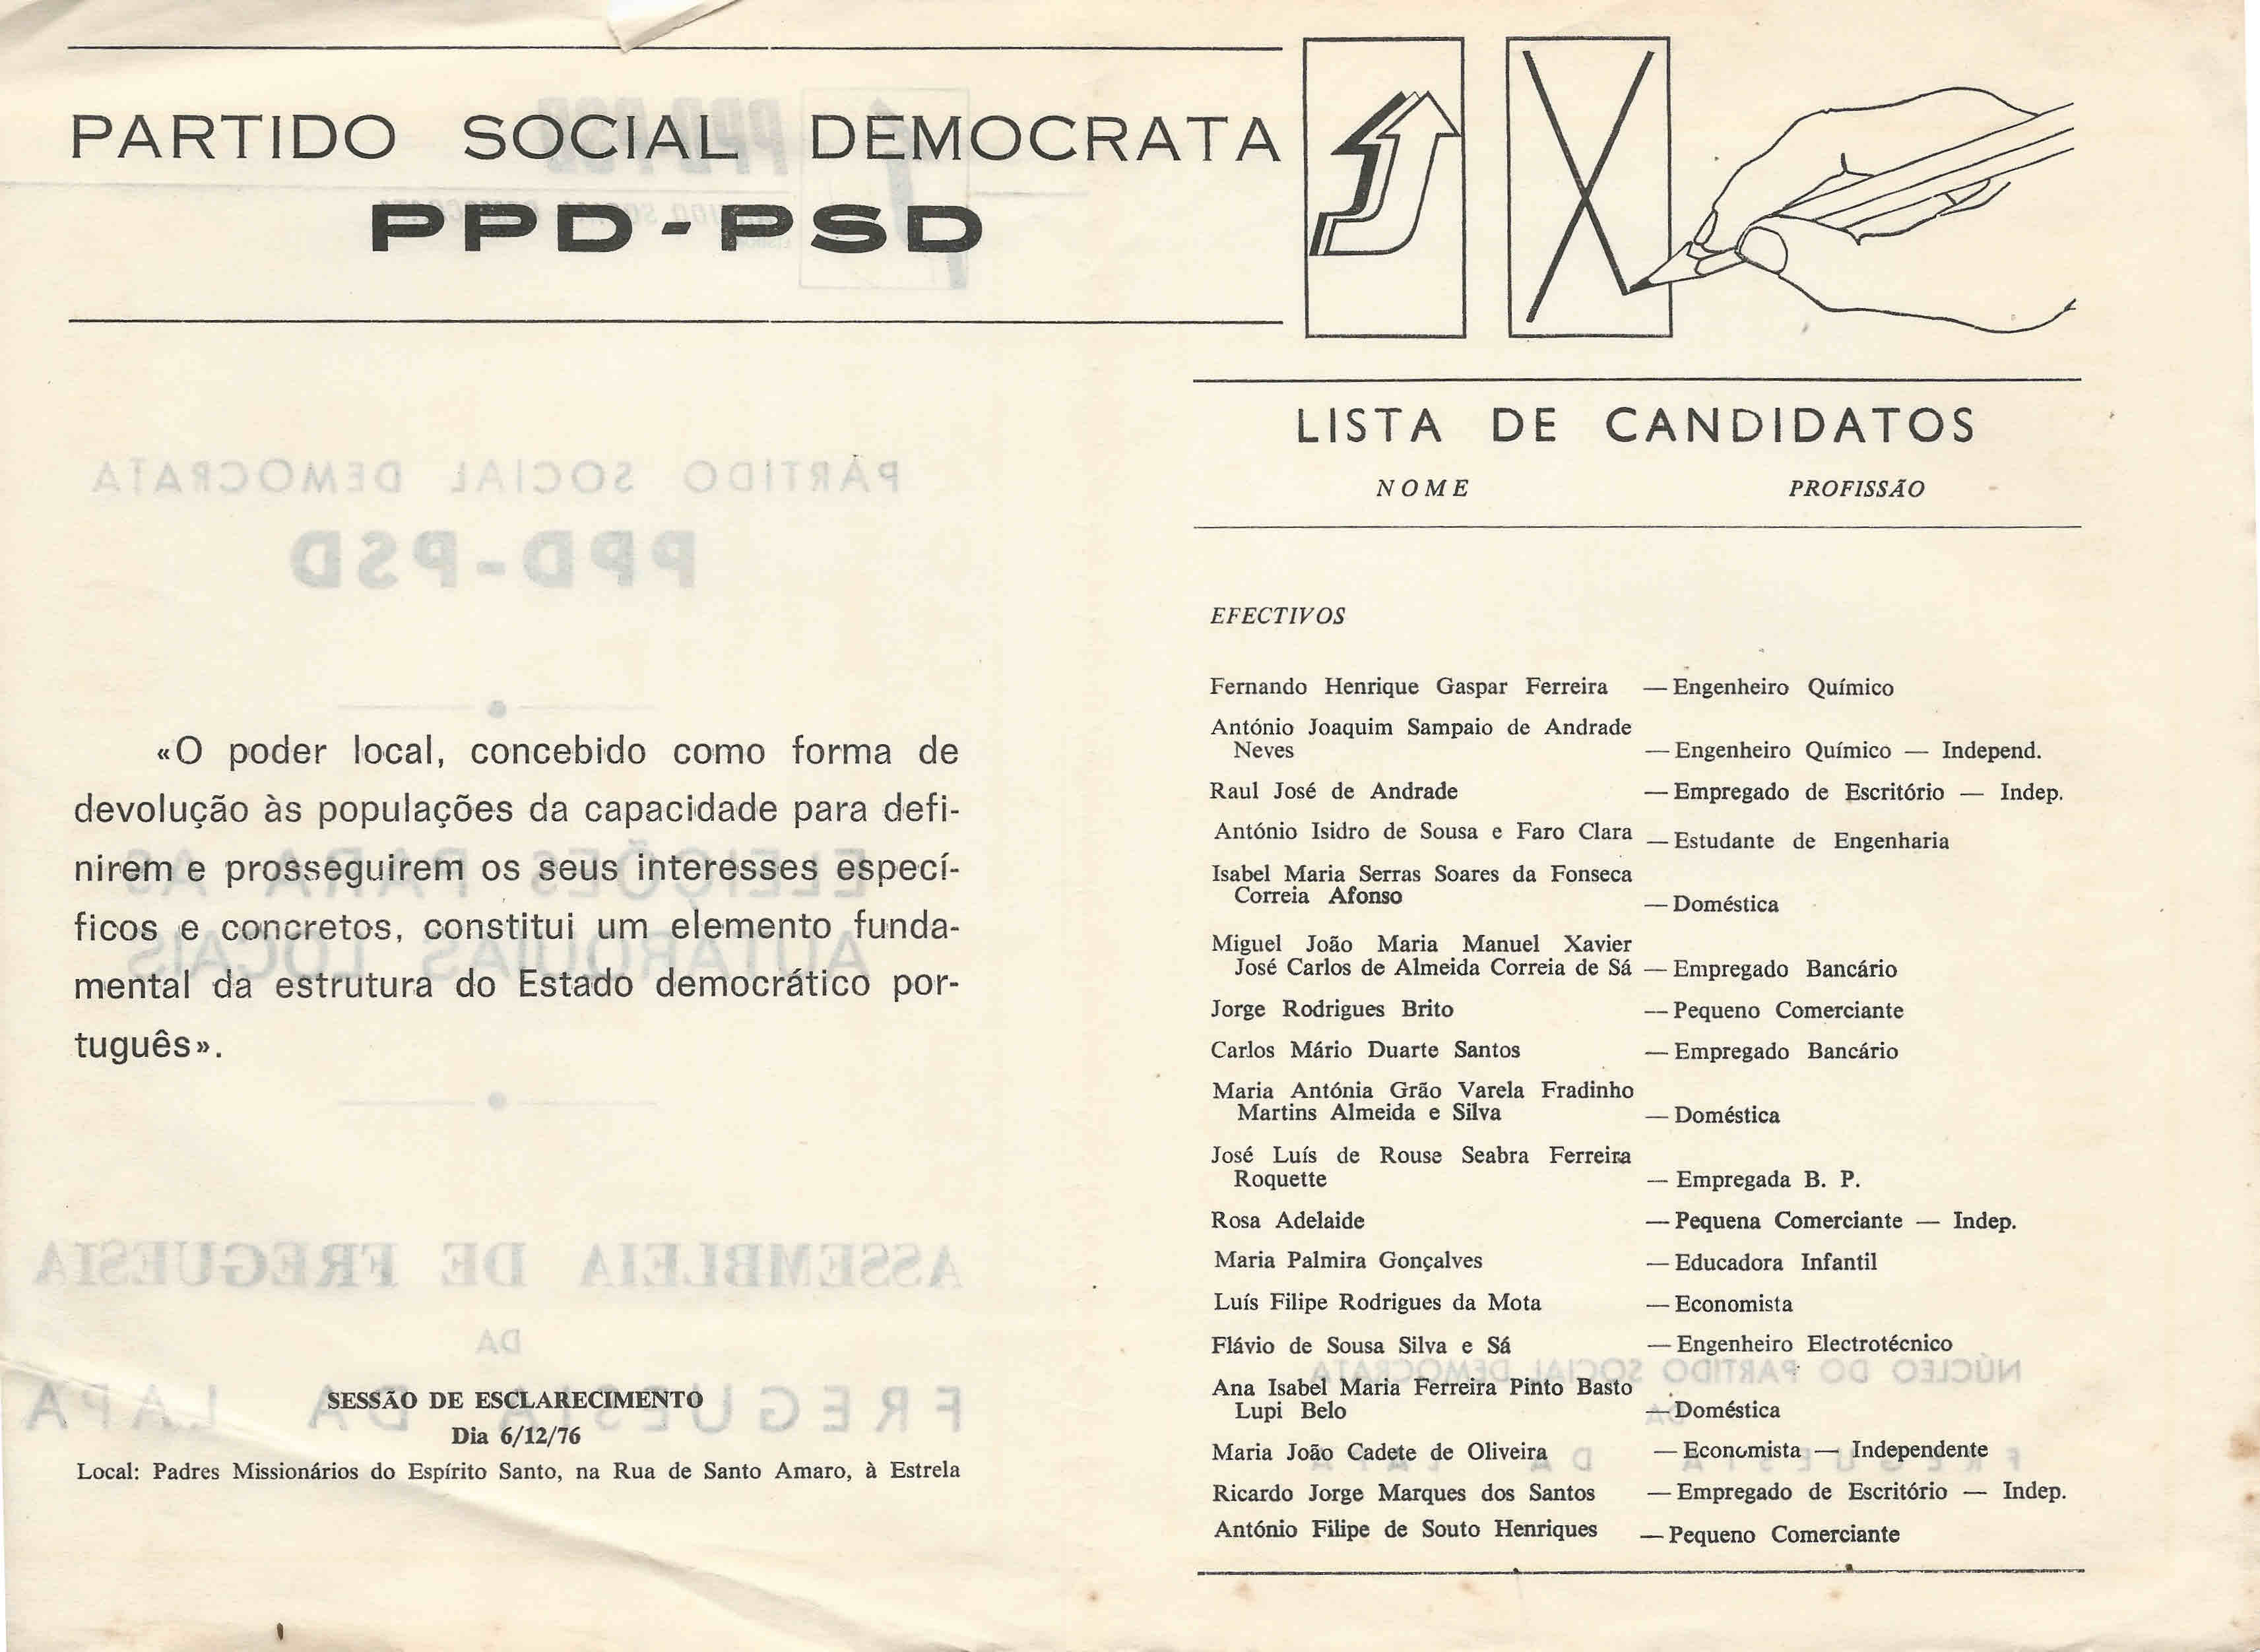 PARTIDO SOCIAL DEMOCRATA
PPD-PSD
«O poder local, concebido como forma de
devolução às populações da capacidade para defi-
nirem e prosseguirem os seus interesses especí-
ficos e concretos, constitui um elemento funda-
mental da estrutura do Estado democrático por-
tuguês».
SESSÃO DE ESCLARECIMENTO
Dia 6/12/76
Local: Padres Missionários do Espírito Santo, na Rua de Santo Amaro, à Estrela
LISTA DE CANDIDATOS
NOME PROFISSÃO
EFECTIVOS
Fernando Henrique Gaspar Ferreira — Engenheiro Químico
António Joaquim Sampaio de Andrade
Neves — Engenheiro Químico — Independ.
Raul José de Andrade — Empregado de Escritório — Indep.
António Isidro de Sousa e Faro Clara — Estudante de Engenharia
Isabel Maria Serras Soares da Fonseca
Correia Afonso — Doméstica
Miguel João Maria Manuel Xavier
José Carlos de Almeida Correia de Sá — Empregado Bancário
Jorge Rodrigues Brito — Pequeno Comerciante
Carlos Mário Duarte Santos — Empregado Bancário
Maria Antónia Grão Varela Fradinho
Martins Almeida e Silva — Doméstica
José Luís de Rouse Seabra Ferreira
Roquette — Empregada B. P.
Rosa Adelaide — Pequena Comerciante — Indep.
Maria Palmira Gonçalves — Educadora Infantil
Luís Filipe Rodrigues da Mota — Economista
Flávio de Sousa Silva e Sá — Engenheiro Electrotécnico
Ana Isabel Maria Ferreira Pinto Basto
Lupi Belo — Doméstica
Maria João Cadete de Oliveira — Economista — Independente
Ricardo Jorge Marques dos Santos — Empregado de Escritório — Indep.
António Filipe de Souto Henriques — Pequeno Comerciante